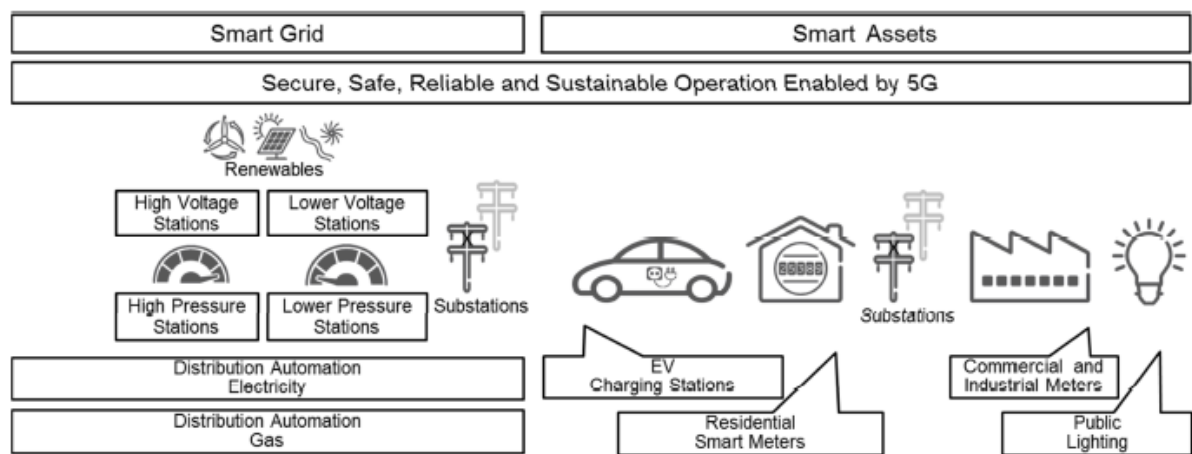 Smart Grid
Smart Assets
Secure, Safe, Reliable and Sustainable Operation Enabled by 5G
Renewables
High Voltage
Stations
Lower Voltage
Stations
High Pressure
Stations
Lower Pressure
Stations
Substations
Distribution Automation
Electricity
Distribution Automation
Gas
Substations
EV
Charging Stations
Residential
Smart Meters
Commercial and
Industrial Meters
Public
Lighting